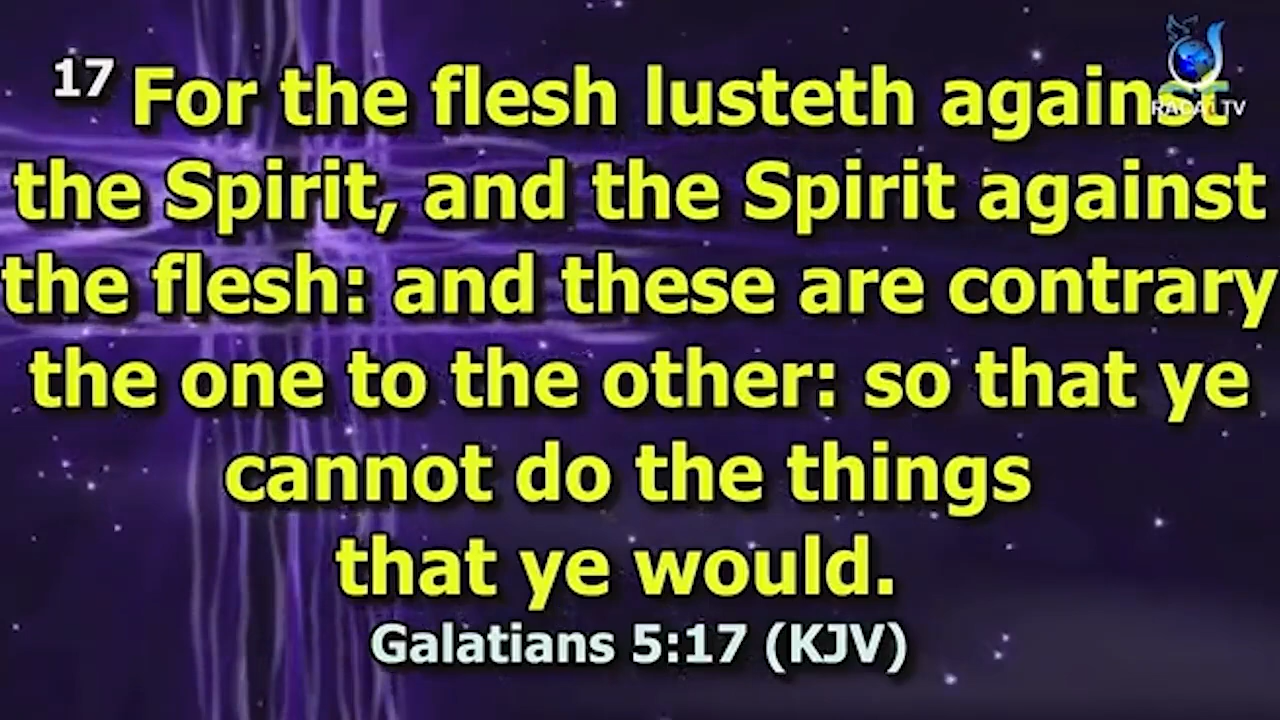 17 For the flesh lusteth against
the Spirit, and the Spirit against
the flesh: and these are contrary
the one to the other: so that ye
cannot do the things
that ye would.
Galatians 5:17 (KJV)
TV